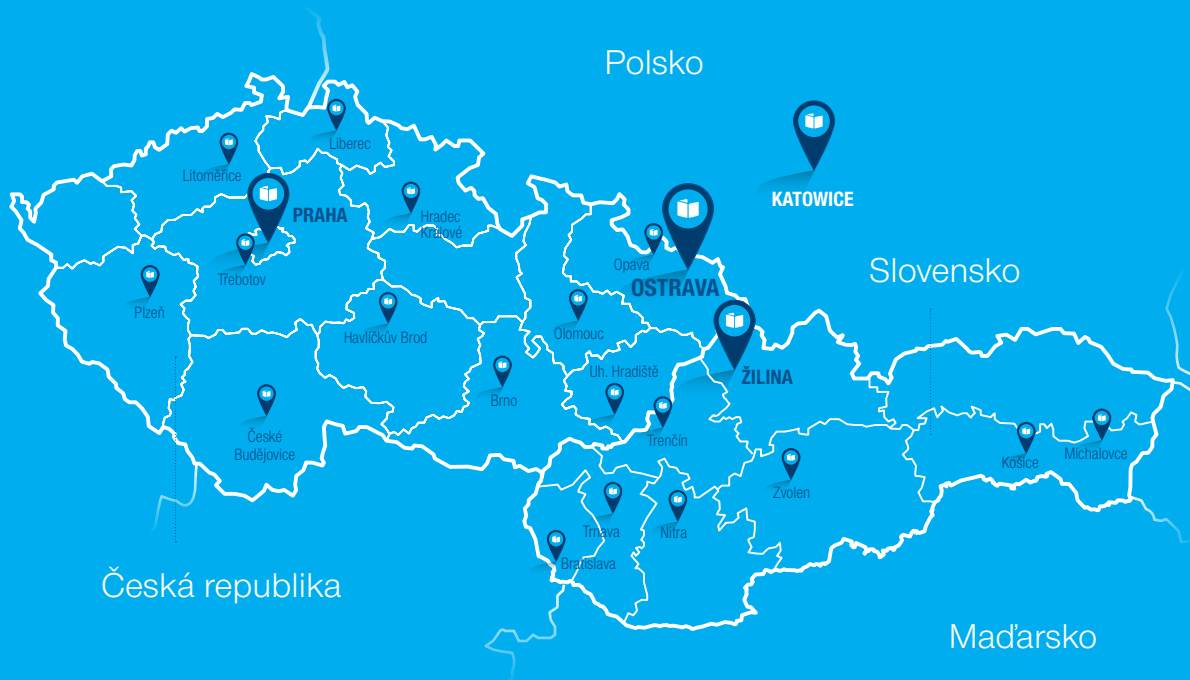 Polsko
Liberec
Litoměřice
KATOWICE
PRAHA
Hradec
Králové
Opava
Třebotov
Slovensko
OSTRAVA
Plzeň
Havlíčkův Brod
Olomouc
Uh. Hradiště
ŽILINA
Brno
České
Budějovice
Trenčín
Košice
Michalovce
Zvolen
Trnava
Nitra
Bratislava
Česká republika
Maďarsko